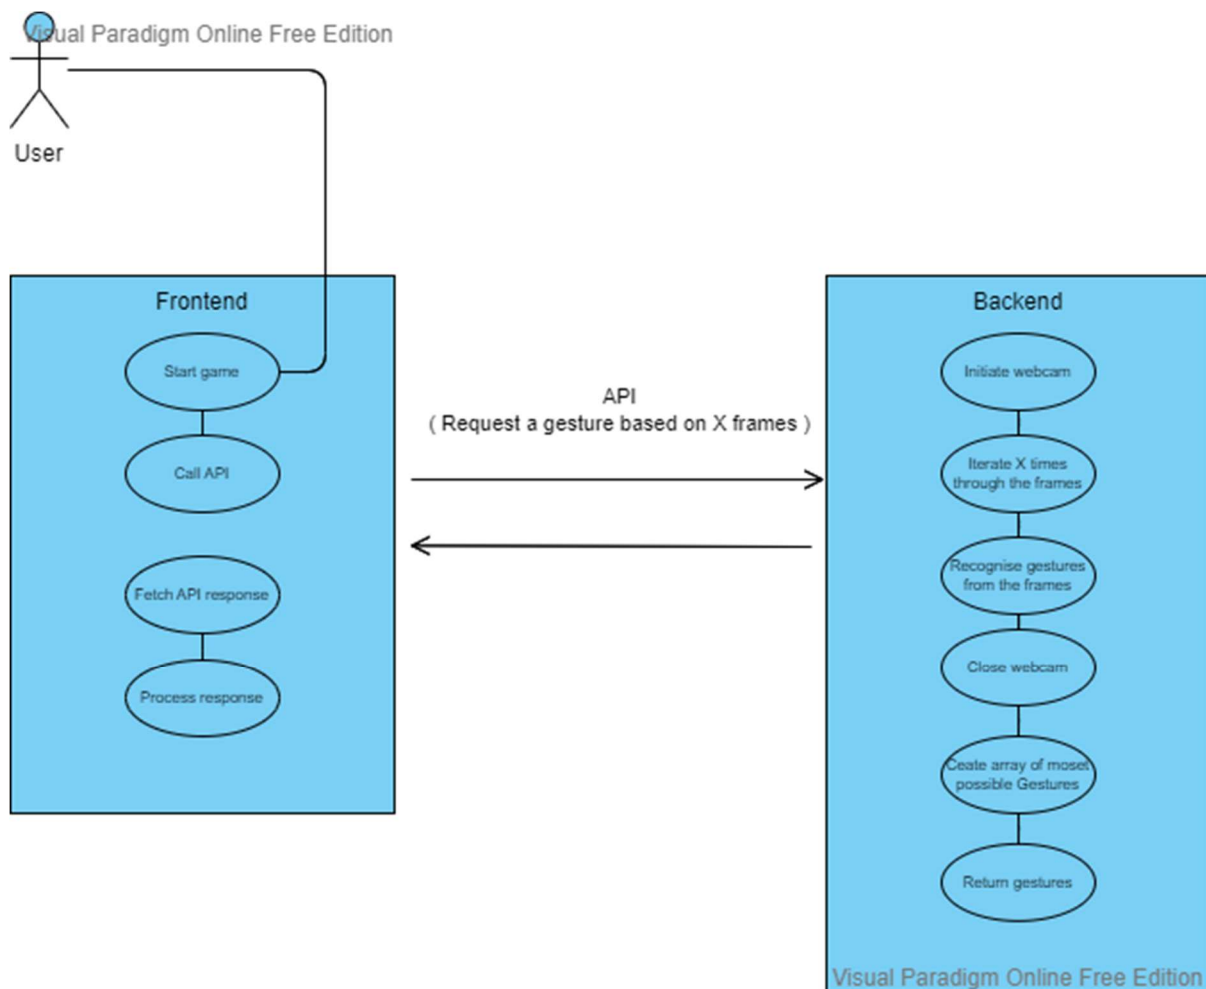 Visual Paradigm Online Free Edition
User
Frontend
Start game
Call API
Fetch API response
Process response
API
( Request a gesture based on X frames )
Backend
Initiate webcam
Iterate X times
through the frames
Recognise gestures
from the frames
Close webcam
Ceate array of moset
possible Gestures
Return gestures
Visual Paradigm Online Free Edition